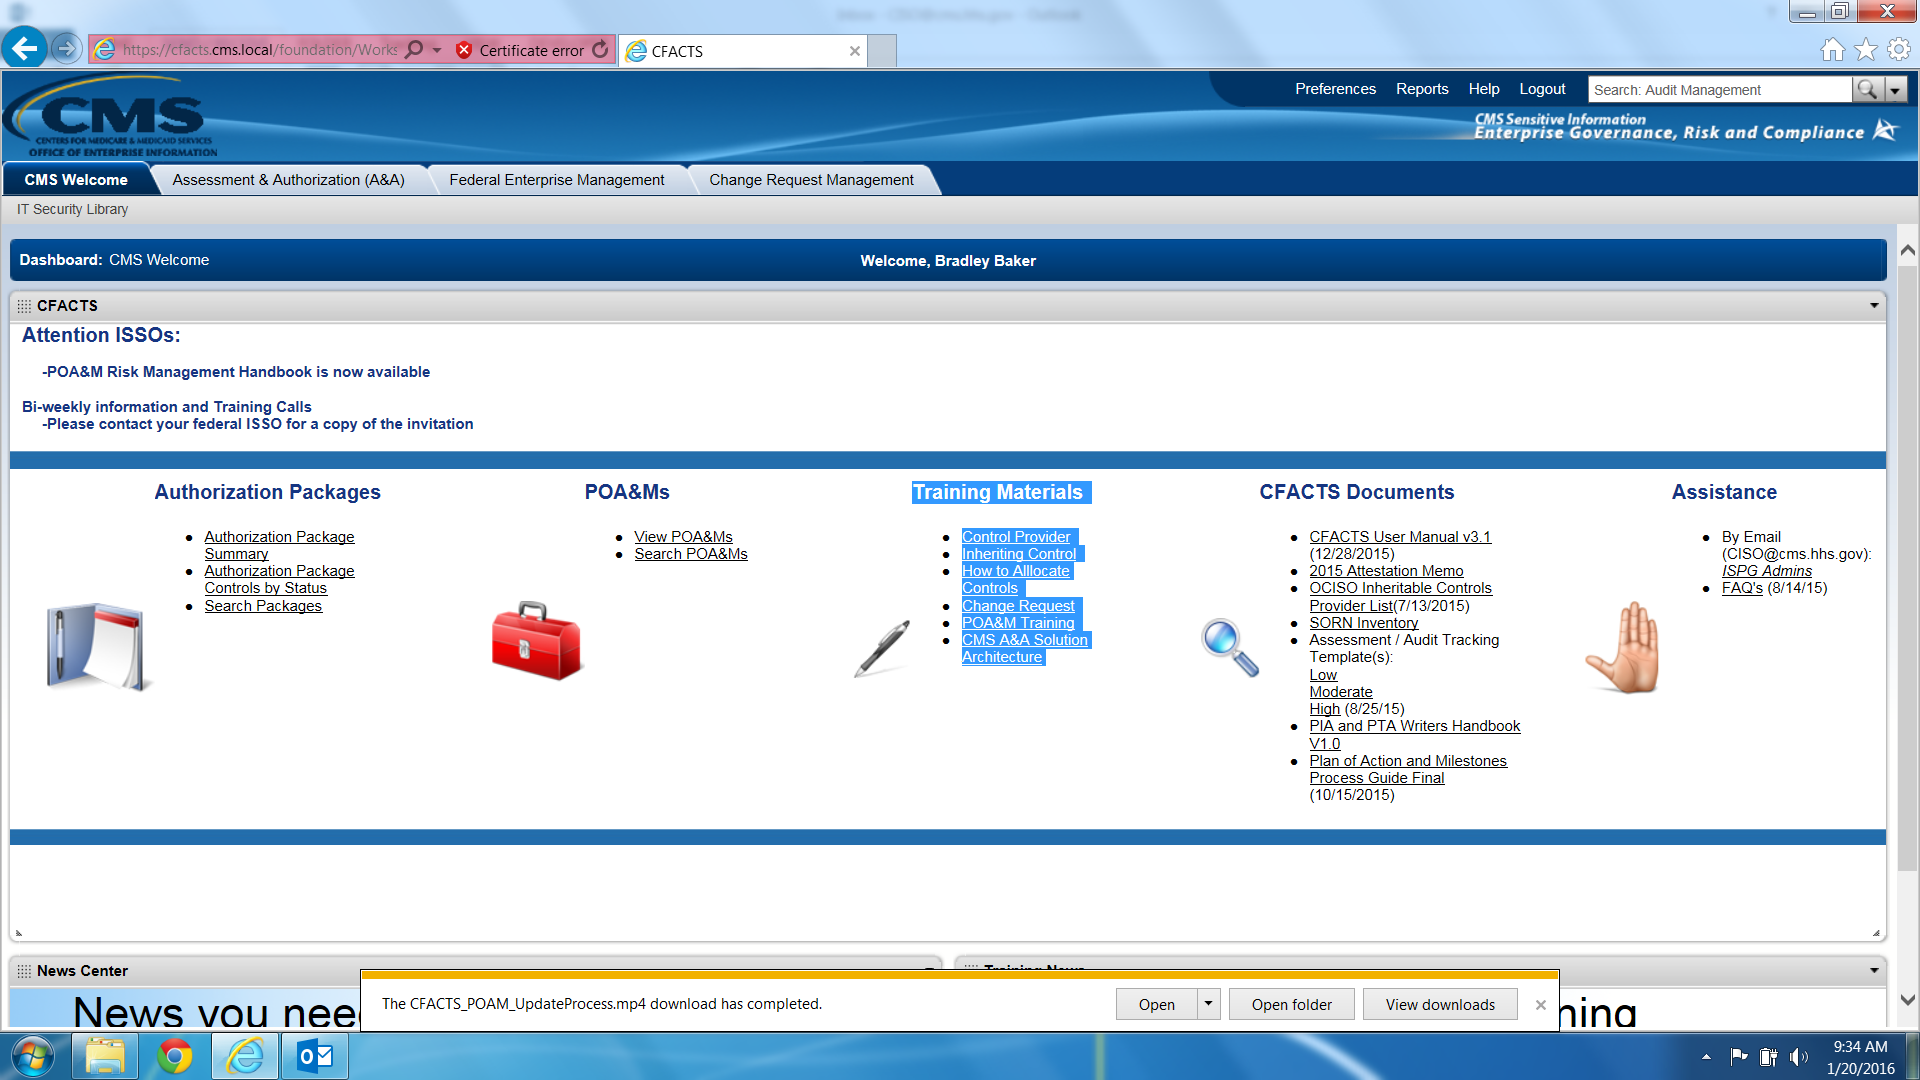 https://cfacts.cms.local/foundation/Works
Certificate error
CFACTS
CMS
CENTERS FOR MEDICARE & MEDICAID SERVICES
OFFICE OF ENTERPRISE INFORMATION
Preferences Reports Help Logout Search: Audit Management
CMS Sensitive Information
Enterprise Governance, Risk and Compliance
CMS Welcome Assessment & Authorization (A&A) Federal Enterprise Management Change Request Management
IT Security Library
Dashboard: CMS Welcome
Welcome, Bradley Baker
CFACTS
Attention ISSOs:
-POA&M Risk Management Handbook is now available
Bi-weekly information and Training Calls
-Please contact your federal ISSO for a copy of the invitation
Authorization Packages
Authorization Package
Summary
Authorization Package
Controls by Status
Search Packages
POA&Ms
View POA&Ms
Search POA&Ms
Training Materials
Control Provider
Inheriting Control
How to Alllocate
Controls
Change Request
POA&M Training
CMS A&A Solution
Architecture
CFACTS Documents
CFACTS User Manual v3.1
(12/28/2015)
2015 Attestation Memo
OCISO Inheritable Controls
Provider List(7/13/2015)
SORN Inventory
Assessment / Audit Tracking
Template(s):
Low
Moderate
High (8/25/15)
PIA and PTA Writers Handbook
V1.0
Plan of Action and Milestones
Process Guide Final
(10/15/2015)
Assistance
By Email
(CISO@cms.hhs.gov):
ISPG Admins
FAQ's (8/14/15)
News Center
Training News
News you nee
ning
The CFACTS_POAM_UpdateProcess.mp4 download has completed.
Open Open folder View downloads
9:34 AM
1/20/2016